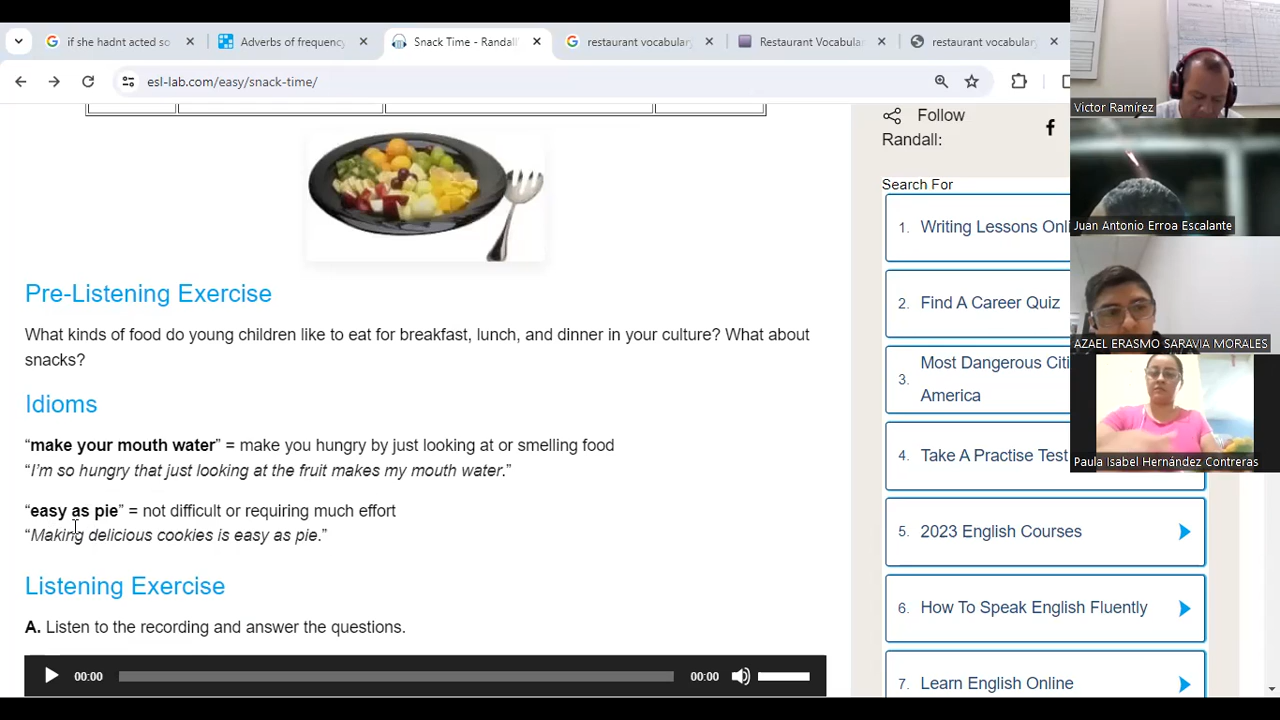 if she hadnt acted so
Adverbs of frequency
Snack Time - Randall'
restaurant vocabulary
Restaurant Vocabula
restaurant vocabular
esl-lab.com/easy/snack-time/
Pre-Listening Exercise
What kinds of food do young children like to eat for breakfast, lunch, and dinner in your culture? What about
snacks?
Idioms
“make your mouth water” = make you hungry by just looking at or smelling food
“I’m so hungry that just looking at the fruit makes my mouth water.”
“easy as pie” = not difficult or requiring much effort
“Making delicious cookies is easy as pie.”
Listening Exercise
A. Listen to the recording and answer the questions.
00:00
00:00
Follow
Randall:
Search For
1. Writing Lessons Onl
2. Find A Career Quiz
3. Most Dangerous Citi
America
4. Take A Practise Test
5. 2023 English Courses
6. How To Speak English Fluently
7. Learn English Online
Víctor Ramírez
Juan Antonio Erroa Escalante
AZAEL ERASMO SARAVIA MORALES
Paula Isabel Hernández Contreras